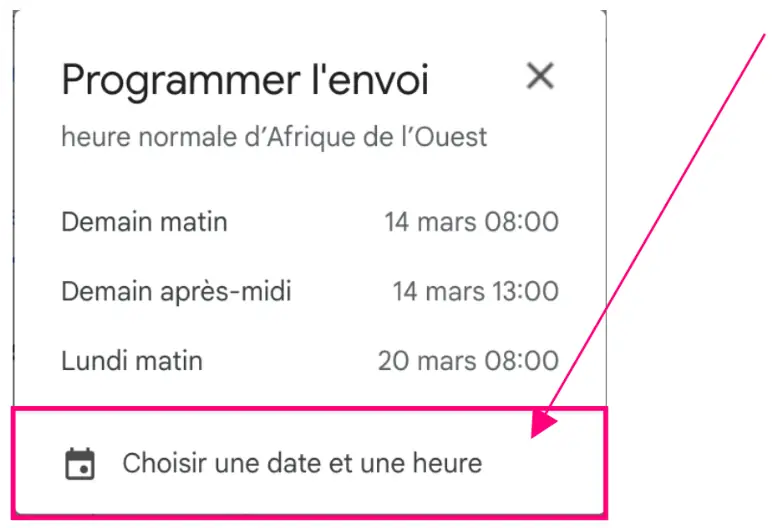 Programmer l'envoi
heure normale d’Afrique de l’Ouest
Demain matin 14 mars 08:00
Demain après-midi 14 mars 13:00
Lundi matin 20 mars 08:00
Choisir une date et une heure